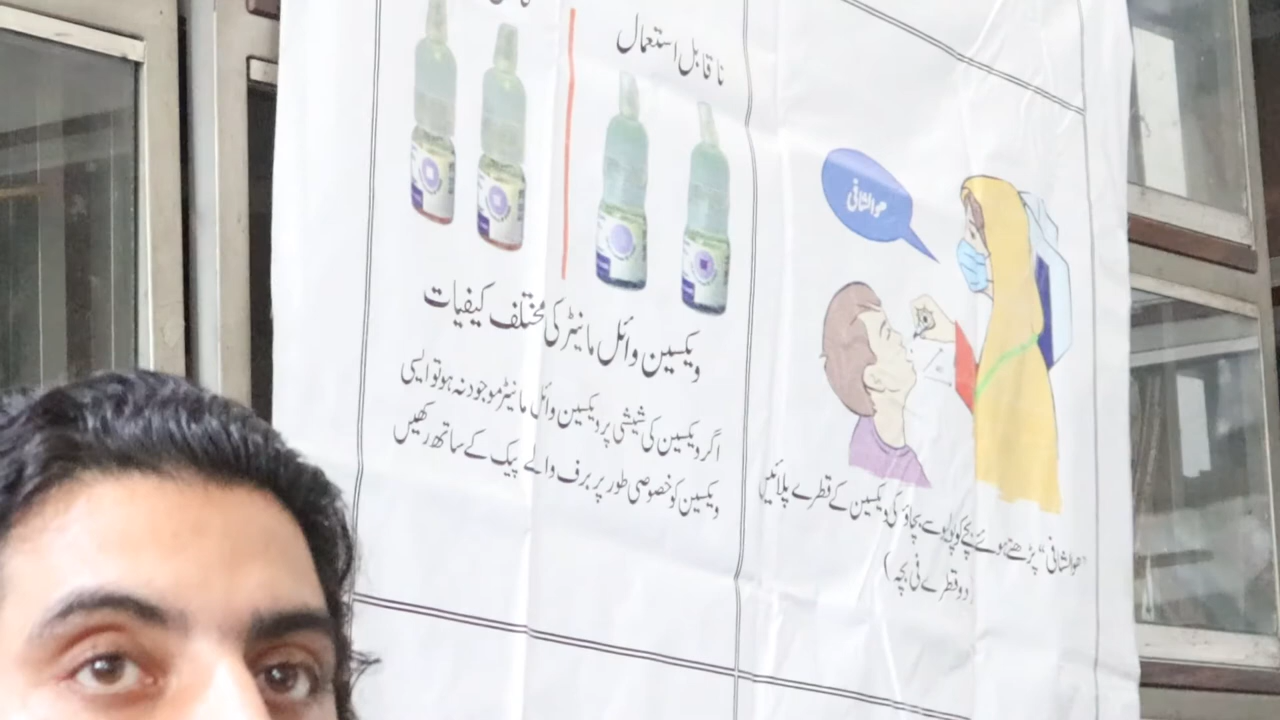 ناقابل استعمال
ویکسین وائل مانیٹر کی مختلف کیفیات
اگر ویکسین کی شیشی پر ویکسین وائل مانیٹر موجود نہ ہو تو ایسی
ویکسین کو خصوصی طور پر برف والے پیک کے ساتھ رکھیں
ھوالشافی
"ھوالشافی" پڑھتے ہوئے بچے کو پولیو سے بچاؤ کی ویکسین کے قطرے پلائیں
(دو قطرے فی بچہ)